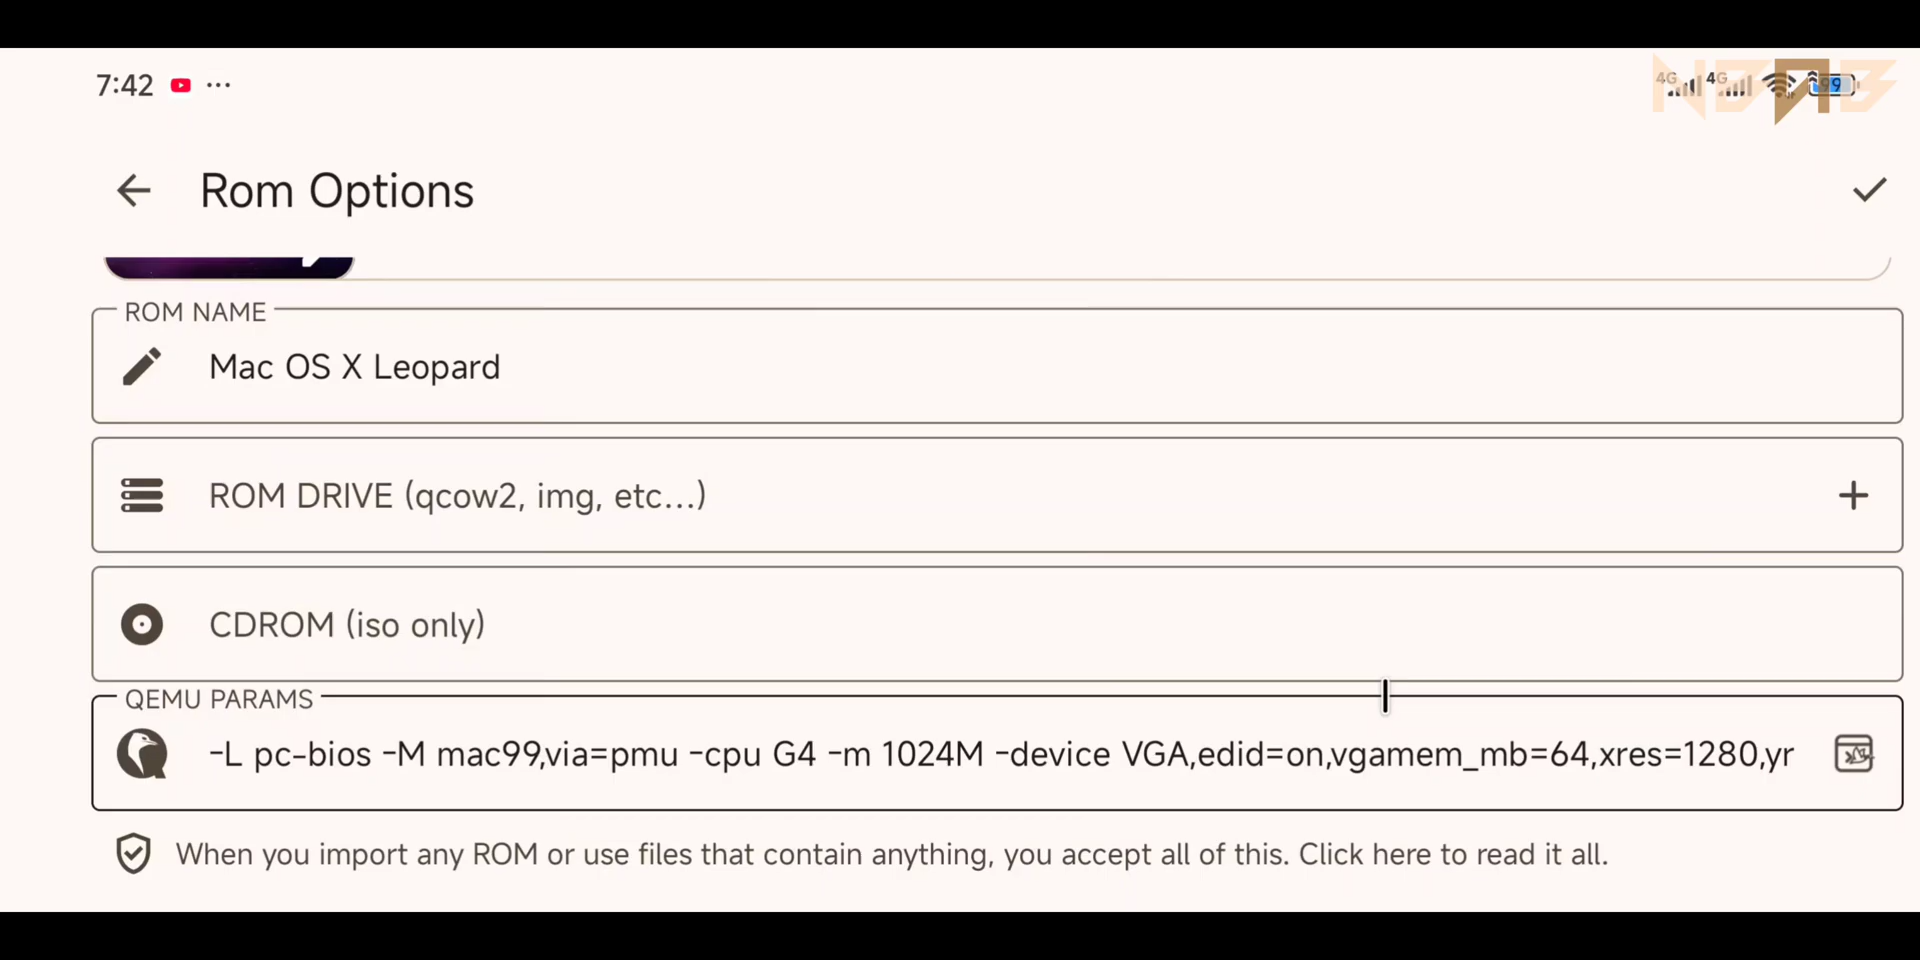 7:42 ...
4G 4G 99
Rom Options
ROM NAME
Mac OS X Leopard
ROM DRIVE (qcow2, img, etc...)
CDROM (iso only)
QEMU PARAMS
-L pc-bios -M mac99,via=pmu -cpu G4 -m 1024M -device VGA,edid=on,vgamem_mb=64,xres=1280,yr
When you import any ROM or use files that contain anything, you accept all of this. Click here to read it all.